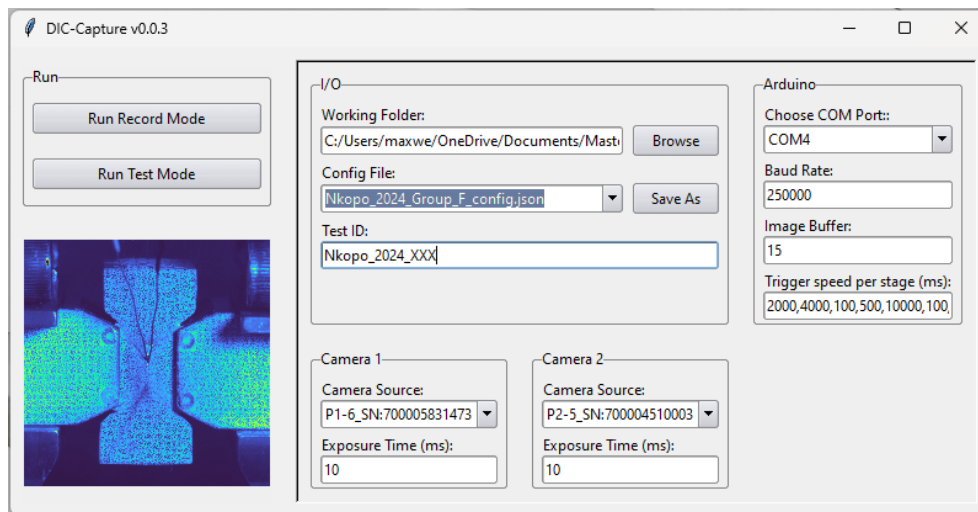 DIC-Capture v0.0.3
Run
Run Record Mode
Run Test Mode
I/O
Working Folder:
C:/Users/maxwe/OneDrive/Documents/Maste
Browse
Config File:
Nkopo_2024_Group_F_config.json
Save As
Test ID:
Nkopo_2024_XXX
Arduino
Choose COM Port::
COM4
Baud Rate:
250000
Image Buffer:
15
Trigger speed per stage (ms):
2000,4000,100,500,10000,100,
Camera 1
Camera Source:
P1-6_SN:700005831473
Exposure Time (ms):
10
Camera 2
Camera Source:
P2-5_SN:700004510003
Exposure Time (ms):
10